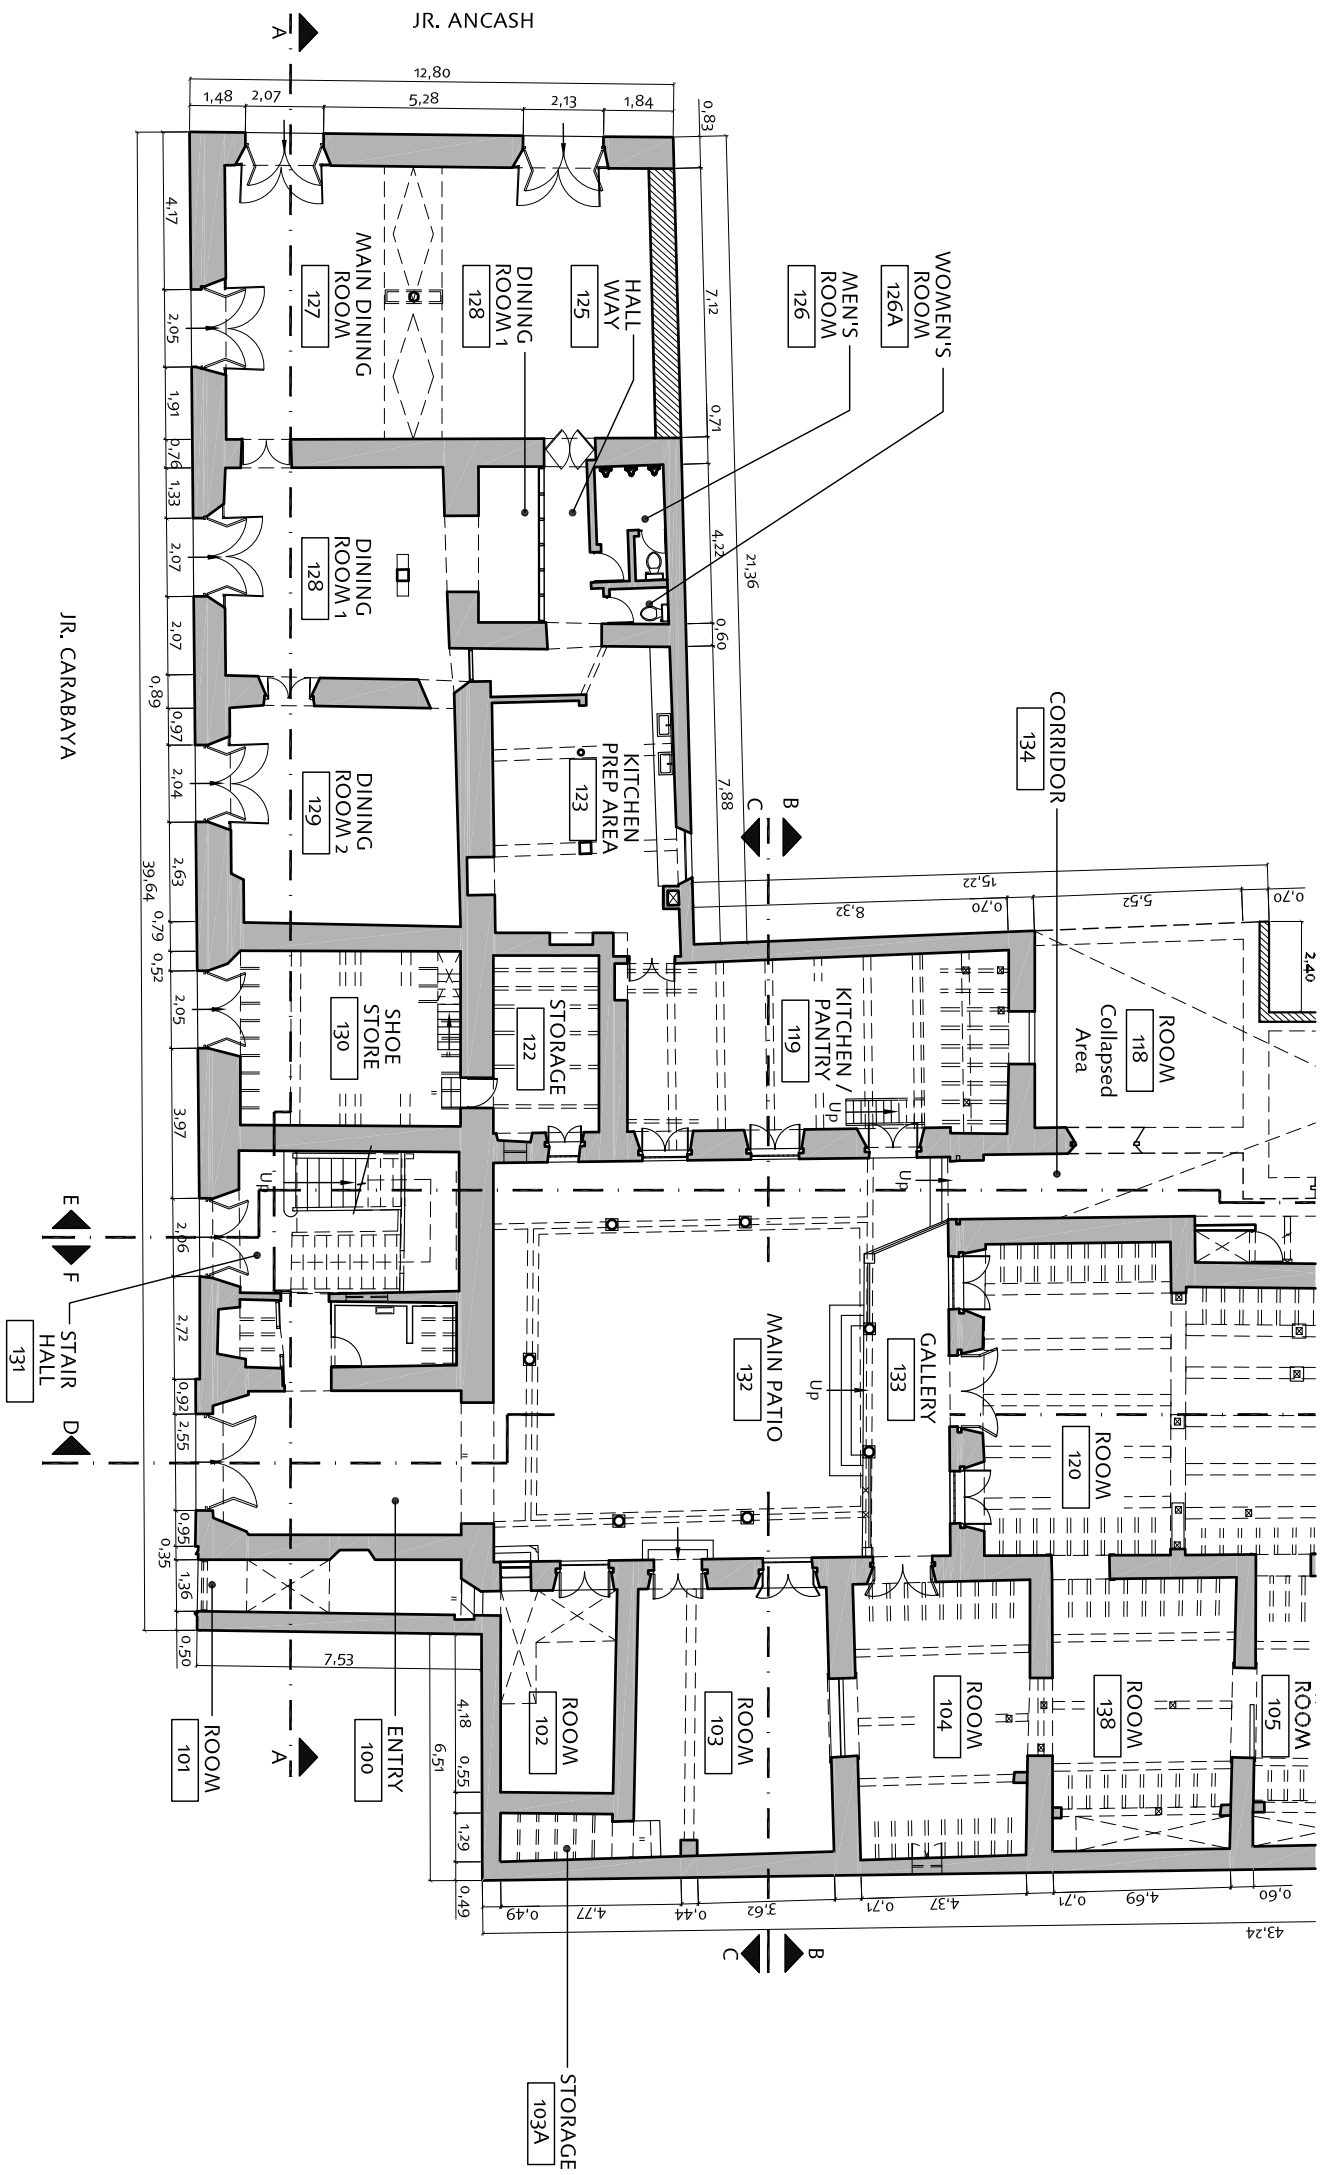 JR. ANCASH
A
12,80
1,48
2,07
5,28
2,13
1,84
0,83
7,12
0,71
4,22
0,60
7,88
21,36
4,17
2,05
1,91
0,76
1,33
2,07
2,07
0,89
0,97
2,04
2,63
0,79
0,52
2,05
3,97
2,06
2,72
0,92
2,55
0,95
0,35
1,36
0,50
39,64
JR. CARABAYA
MAIN DINING
ROOM
127
DINING
ROOM 1
128
HALL
WAY
125
MEN'S
ROOM
126
WOMEN'S
ROOM
126A
DINING
ROOM 1
128
DINING
ROOM 2
129
KITCHEN
PREP AREA
123
B
C
CORRIDOR
134
15,22
8,32
0,70
5,52
0,70
2,40
ROOM
118
Collapsed
Area
KITCHEN /
PANTRY
119
Up
STORAGE
122
SHOE
STORE
130
Up
Up
MAIN PATIO
132
Up
GALLERY
133
ROOM
120
E
F
STAIR
HALL
131
D
7,53
ROOM
101
ENTRY
100
A
4,18
0,55
1,29
0,49
6,51
ROOM
102
ROOM
103
ROOM
104
ROOM
138
ROOM
105
0,49
4,77
0,44
3,62
0,71
4,37
0,71
4,69
0,60
43,24
B
C
STORAGE
103A